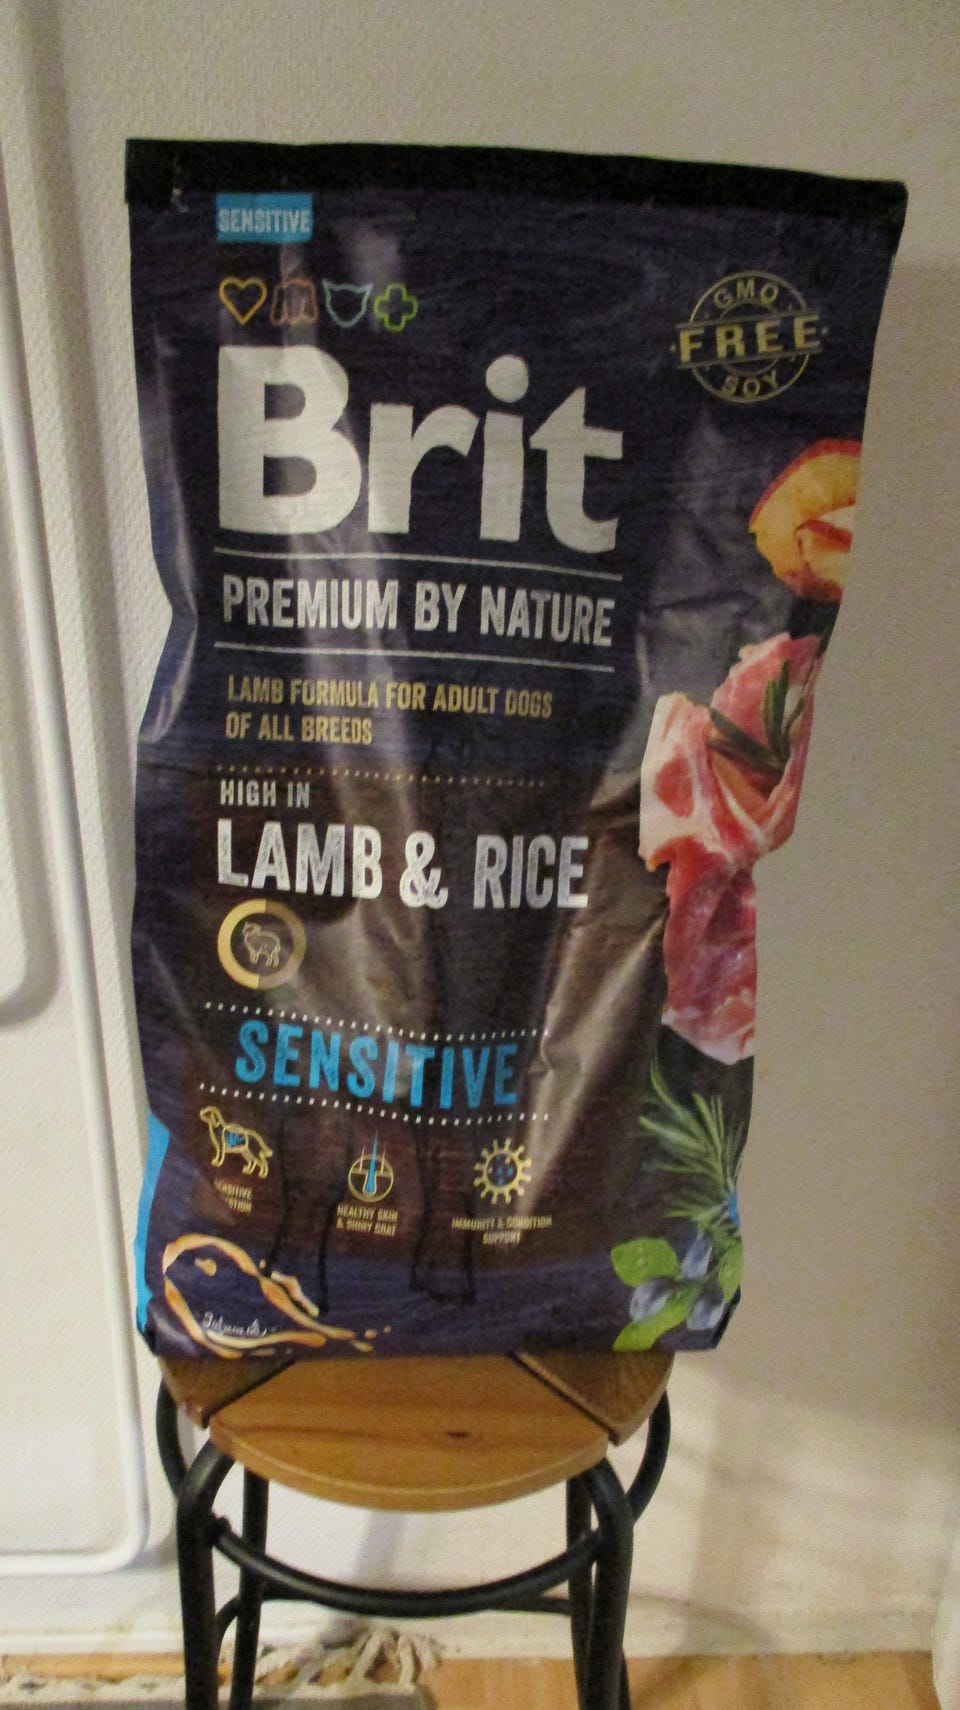 SENSITIVE
GMO
FREE
SOY
Brit
PREMIUM BY NATURE
LAMB FORMULA FOR ADULT DOGS
OF ALL BREEDS
HIGH IN
LAMB & RICE
SENSITIVE
SENSITIVE
HEALTHY SKIN
& SHINY COAT
IMMUNITY & CONDITION
SUPPORT